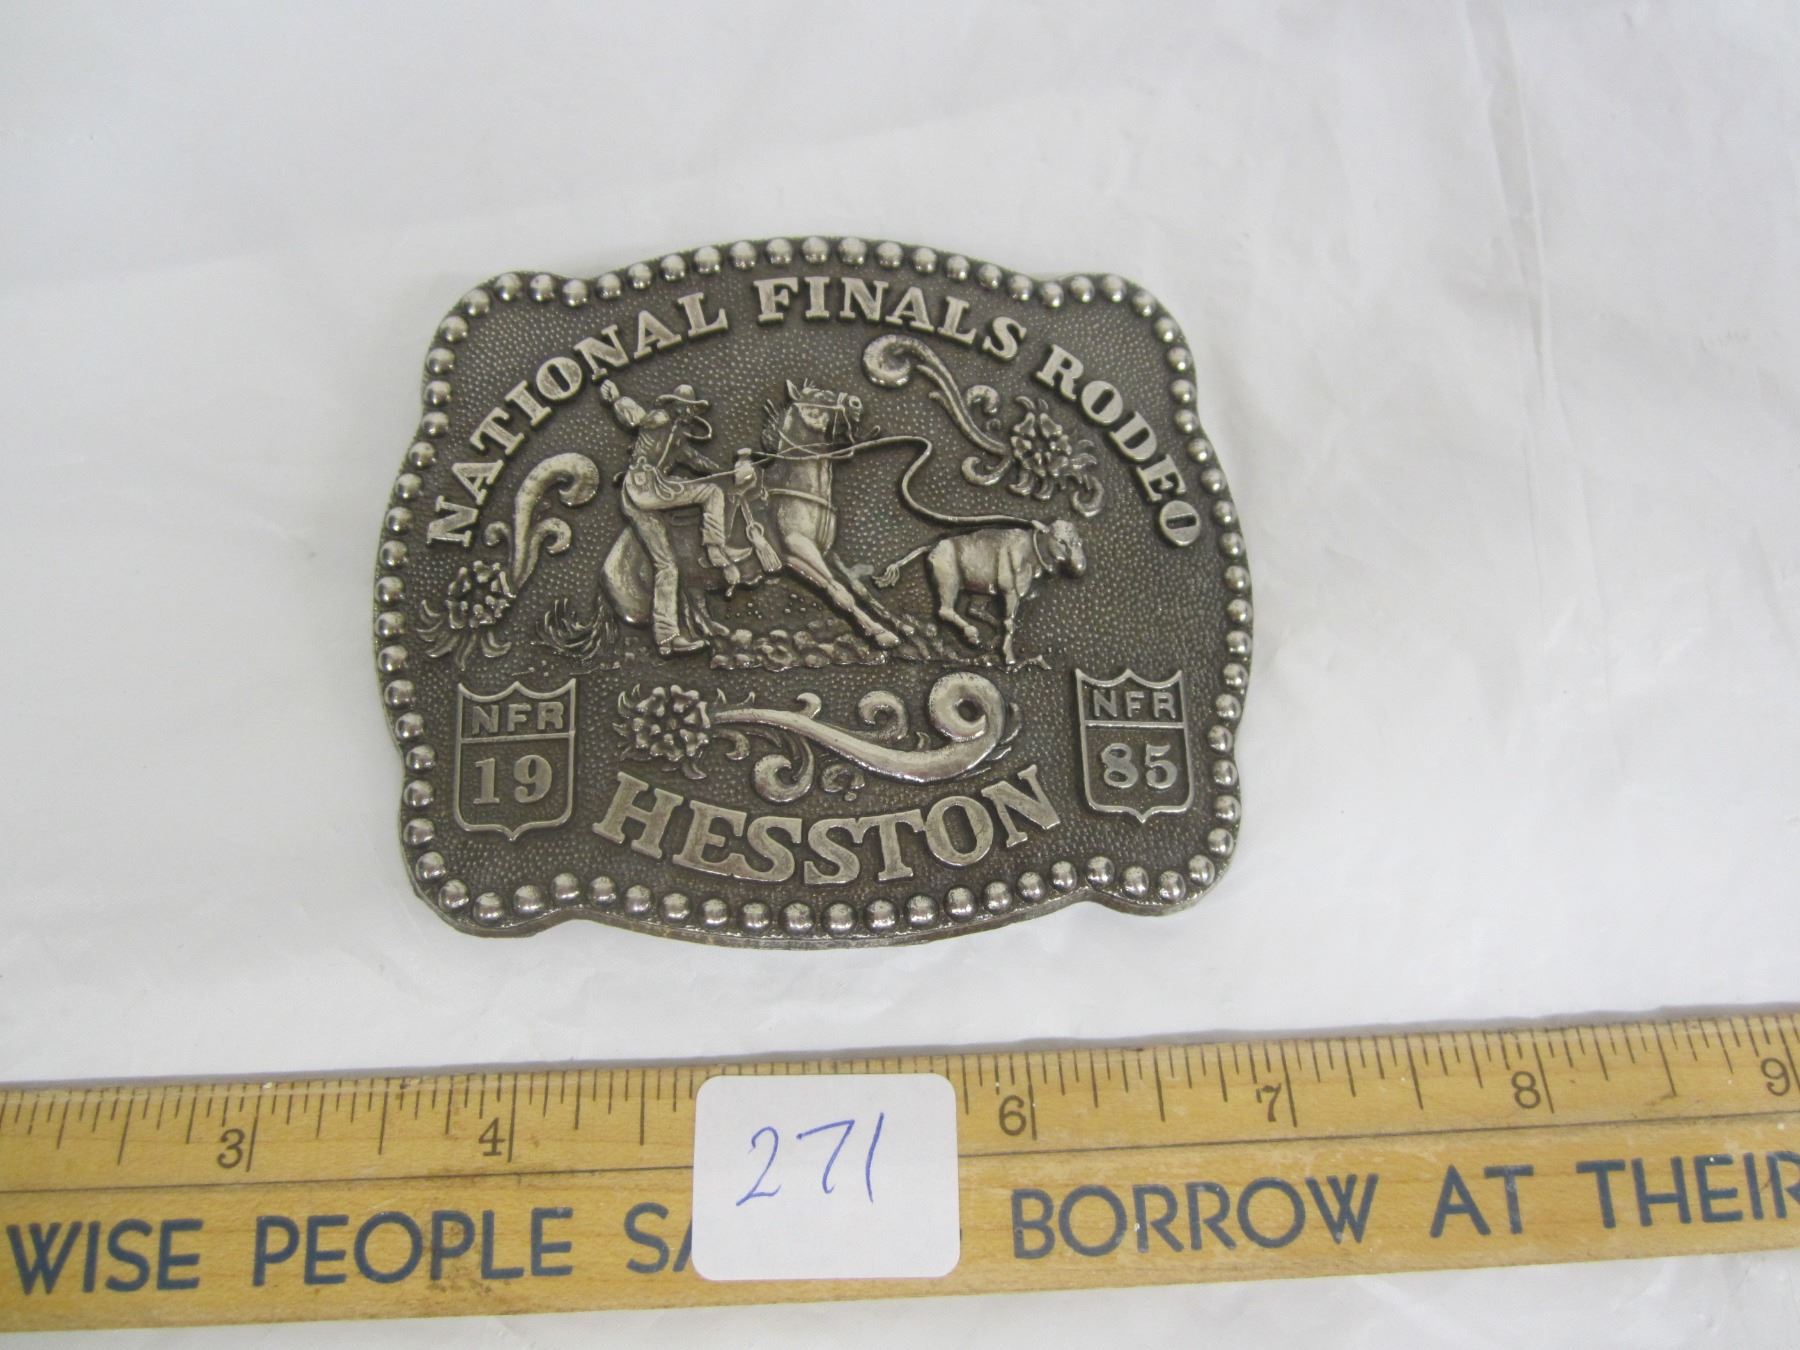 NATIONAL FINALS RODEO
NFR
19
NFR
85
HESSTON
3 4 6 7 8 9
271
WISE PEOPLE BORROW AT THEIR